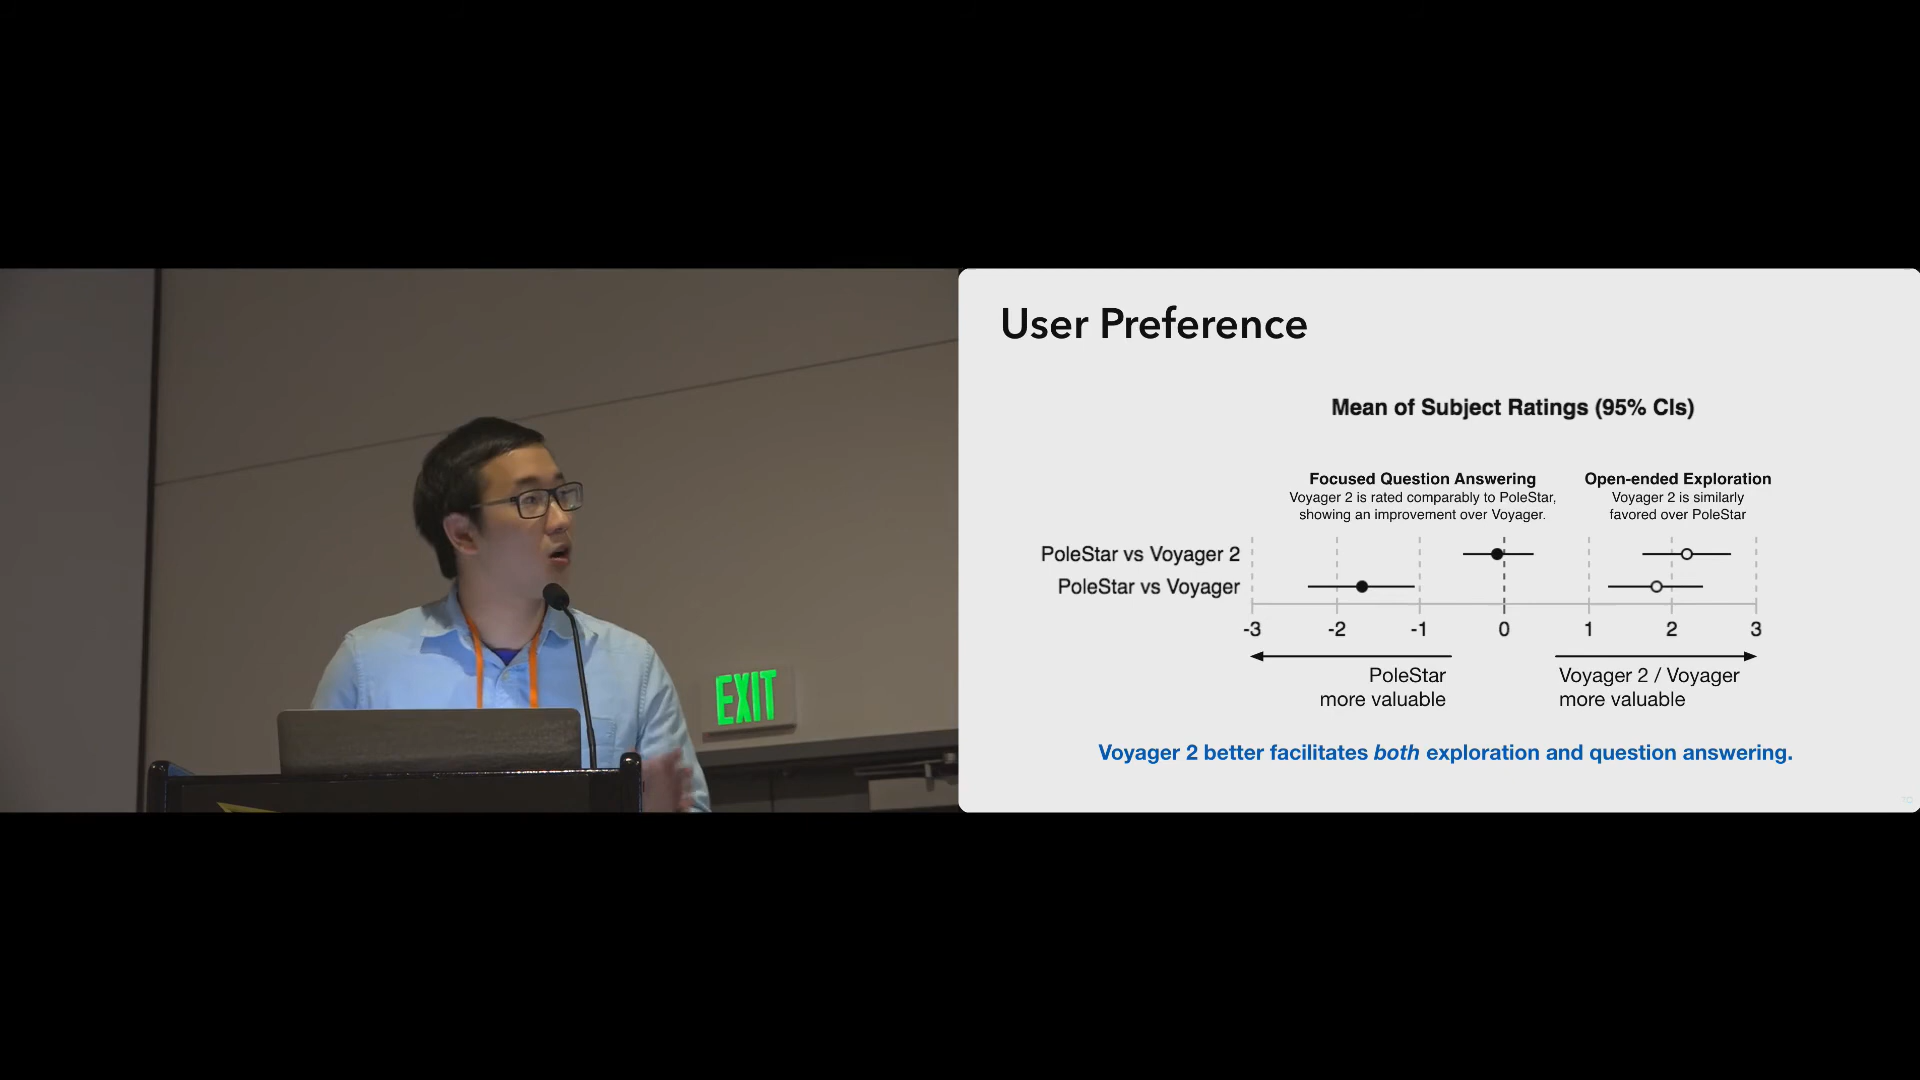 User Preference
Mean of Subject Ratings (95% CIs)
Focused Question Answering
Voyager 2 is rated comparably to PoleStar,
showing an improvement over Voyager.
Open-ended Exploration
Voyager 2 is similarly
favored over PoleStar
PoleStar vs Voyager 2
PoleStar vs Voyager
-3 -2 -1 0 1 2 3
PoleStar
more valuable
Voyager 2 / Voyager
more valuable
EXIT
Voyager 2 better facilitates both exploration and question answering.